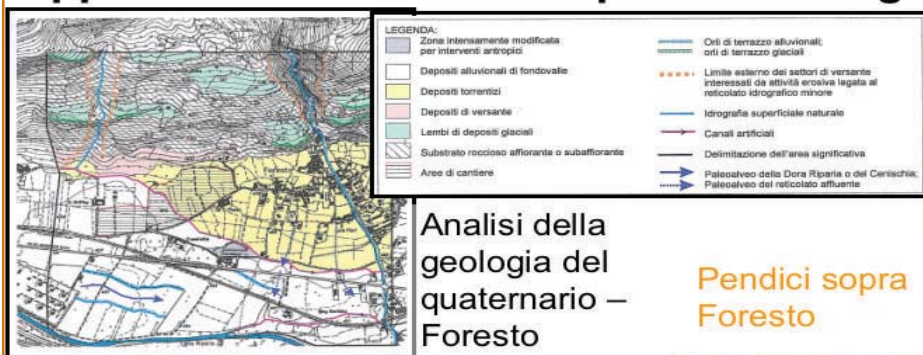 LEGENDA:
Zona intensamente modificata
per interventi antropici
Depositi alluvionali di fondovalle
Depositi torrentizi
Depositi di versante
Lembi di depositi glaciali
Substrato roccioso affiorante o subaffiorante
Aree di cantiere
Orli di terrazzo alluvionali;
orli di terrazzo glaciali
Limite esterno dei settori di versante
interessati da attività erosiva legata al
reticolato idrografico minore
Idrografia superficiale naturale
Canali artificiali
Delimitazione dell'area significativa
Paleoalveo della Dora Riparia o del Cenischia;
Paleoalveo del reticolato affluente
Analisi della
geologia del
quaternario –
Foresto
Pendici sopra
Foresto